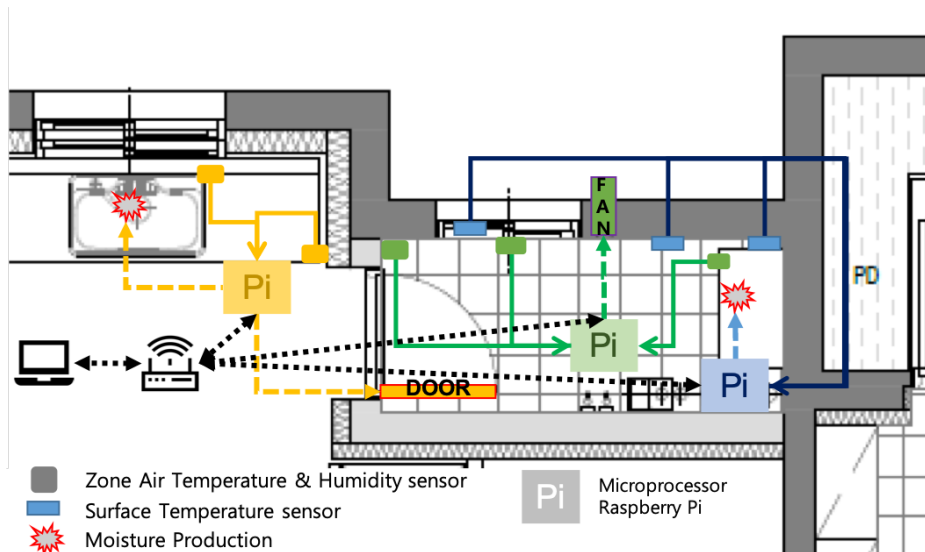 FAN
PD
Pi
Pi
Pi
DOOR
Zone Air Temperature & Humidity sensor
Surface Temperature sensor
Moisture Production
Pi
Microprocessor
Raspberry Pi